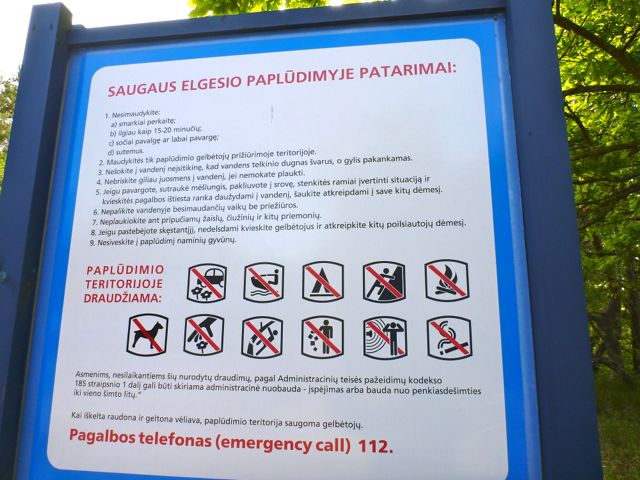 SAUGAUS ELGESIO PAPLŪDIMYJE PATARIMAI:
1. Nesimaudykite:
a) smarkiai perkaitę;
b) ilgiau kaip 15-20 minučių;
c) sočiai pavalgę ar labai pavargę;
d) sutemus.
2. Maudykitės tik paplūdimio gelbėtojų prižiūrimoje teritorijoje.
3. Nešokite į vandenį neįsitikinę, kad vandens telkinio dugnas švarus, o gylis pakankamas.
4. Nebriskite giliau juosmens į vandenį, jei nemokate plaukti.
5. Jeigu pavargote, sutraukė mėšlungis, pakliuvote į srovę, stenkitės ramiai įvertinti situaciją ir
kvieskitės pagalbos ištiesta ranka daužydami į vandenį, šaukite atkreipdami į save kitų dėmesį.
6. Nepalikite vandenyje besimaudančių vaikų be priežiūros.
7. Neplaukiokite ant pripučiamų žaislų, čiužinių ir kitų priemonių.
8. Jeigu pastebėjote skęstantįjį, nedelsdami kvieskite gelbėtojus ir atkreipkite kitų poilsiautojų dėmesį.
9. Nesiveskite į paplūdimį naminių gyvūnų.
PAPLŪDIMIO
TERITORIJOJE
DRAUDŽIAMA:
Asmenims, nesilaikantiems šių nurodytų draudimų, pagal Administracinių teisės pažeidimų kodekso
185 straipsnio 1 dalį gali būti skiriama administracinė nuobauda - įspėjimas arba bauda nuo penkiasdešimties
iki vieno šimto litų."
Kai iškelta raudona ir geltona vėliava, paplūdimio teritorija saugoma gelbėtojų.
Pagalbos telefonas (emergency call) 112.